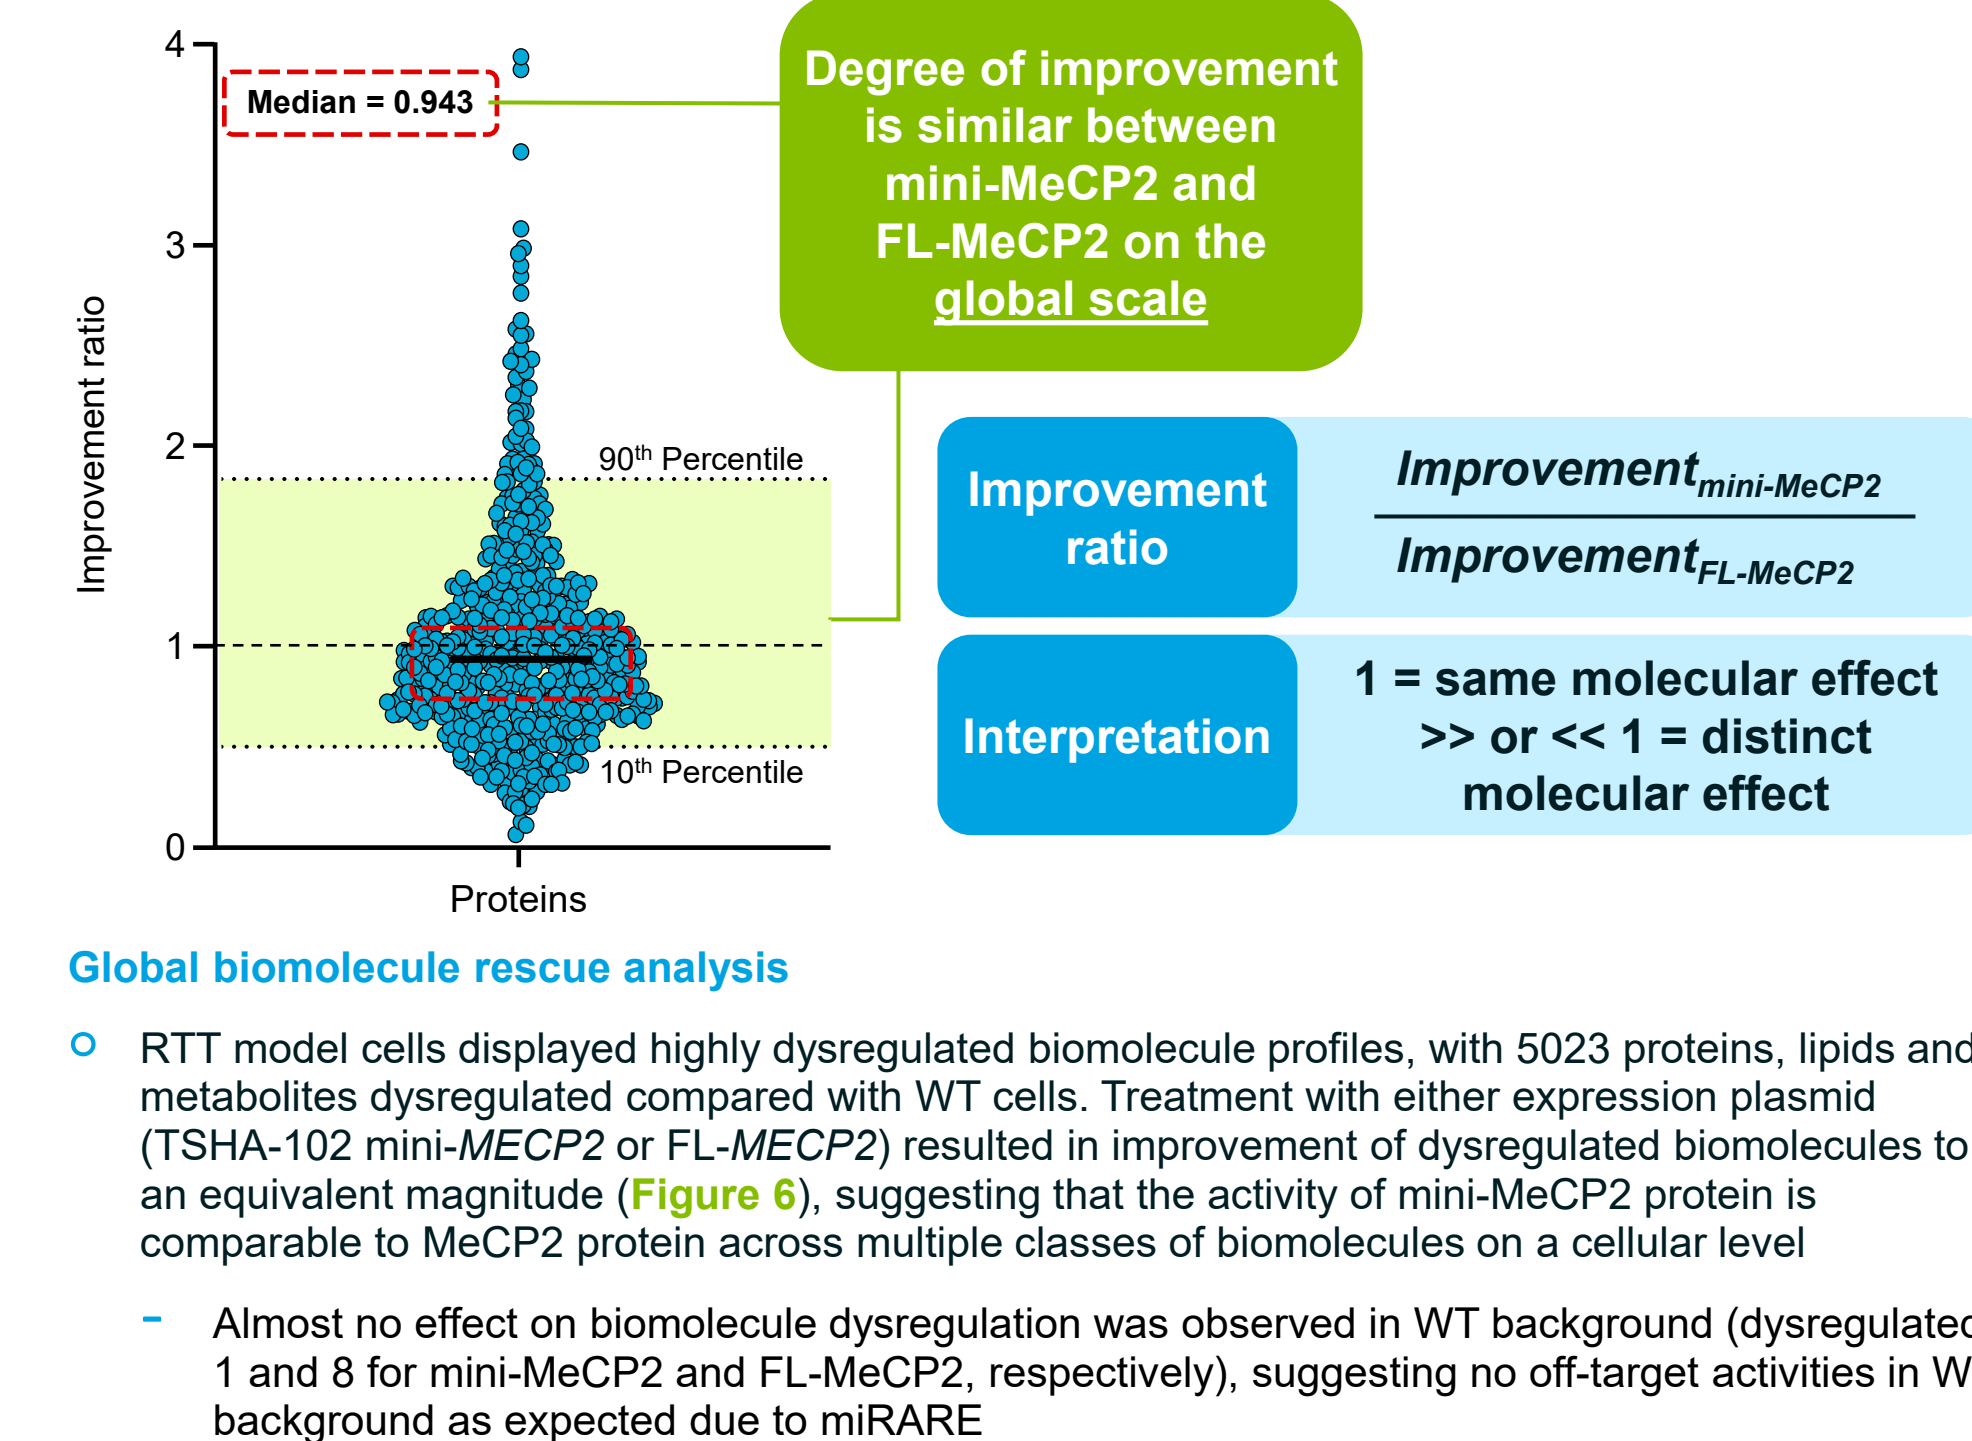 4
Median = 0.943
3
2
1
0
Improvement ratio
90th Percentile
10th Percentile
Proteins
Degree of improvement
is similar between
mini-MeCP2 and
FL-MeCP2 on the
global scale
Improvement
ratio
Improvementmini-MeCP2
ImprovementFL-MeCP2
Interpretation
1 = same molecular effect
>> or << 1 = distinct
molecular effect
Global biomolecule rescue analysis
RTT model cells displayed highly dysregulated biomolecule profiles, with 5023 proteins, lipids and
metabolites dysregulated compared with WT cells. Treatment with either expression plasmid
(TSHA-102 mini-MECP2 or FL-MECP2) resulted in improvement of dysregulated biomolecules to
an equivalent magnitude (Figure 6), suggesting that the activity of mini-MeCP2 protein is
comparable to MeCP2 protein across multiple classes of biomolecules on a cellular level
- Almost no effect on biomolecule dysregulation was observed in WT background (dysregulated
1 and 8 for mini-MeCP2 and FL-MeCP2, respectively), suggesting no off-target activities in W
background as expected due to miRARE